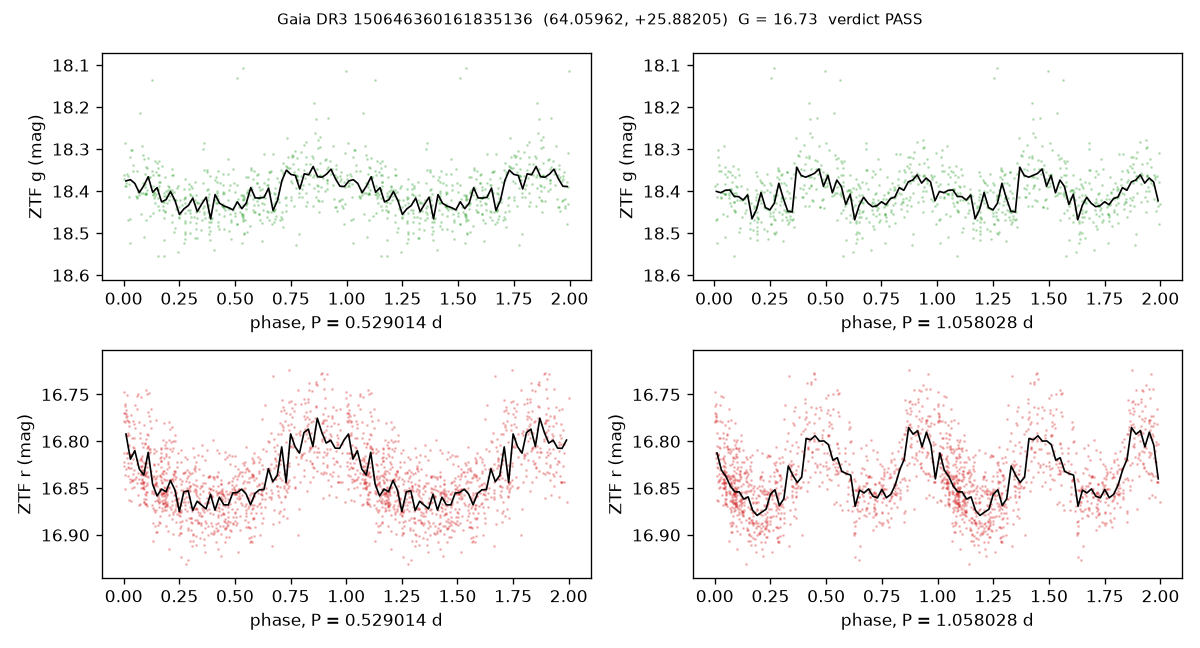 Gaia DR3 150646360161835136  (64.05962, +25.88205)  G = 16.73  verdict PASS
ZTF g (mag)
18.1
18.2
18.3
18.4
18.5
18.6
0.00 0.25 0.50 0.75 1.00 1.25 1.50 1.75 2.00
phase, P = 0.529014 d
ZTF g (mag)
18.1
18.2
18.3
18.4
18.5
18.6
0.00 0.25 0.50 0.75 1.00 1.25 1.50 1.75 2.00
phase, P = 1.058028 d
ZTF r (mag)
16.75
16.80
16.85
16.90
0.00 0.25 0.50 0.75 1.00 1.25 1.50 1.75 2.00
phase, P = 0.529014 d
ZTF r (mag)
16.75
16.80
16.85
16.90
0.00 0.25 0.50 0.75 1.00 1.25 1.50 1.75 2.00
phase, P = 1.058028 d